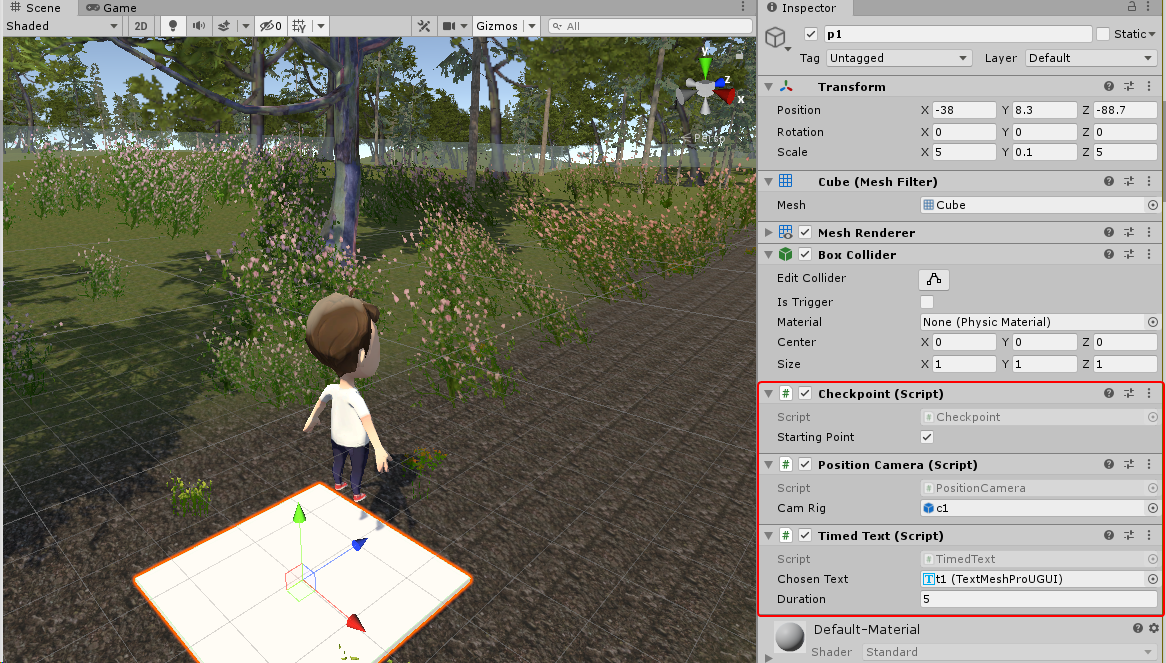 Scene Game
Shaded 2D 0 Gizmos All
y
z
x
Persp
Inspector
p1 Static
Tag Untagged Layer Default
Transform
Position X -38 Y 8.3 Z -88.7
Rotation X 0 Y 0 Z 0
Scale X 5 Y 0.1 Z 5
Cube (Mesh Filter)
Mesh Cube
Mesh Renderer
Box Collider
Edit Collider
Is Trigger
Material None (Physic Material)
Center X 0 Y 0 Z 0
Size X 1 Y 1 Z 1
# Checkpoint (Script)
Script # Checkpoint
Starting Point
# Position Camera (Script)
Script # PositionCamera
Cam Rig c1
# Timed Text (Script)
Script # TimedText
Chosen Text T t1 (TextMeshProUGUI)
Duration 5
Default-Material
Shader Standard